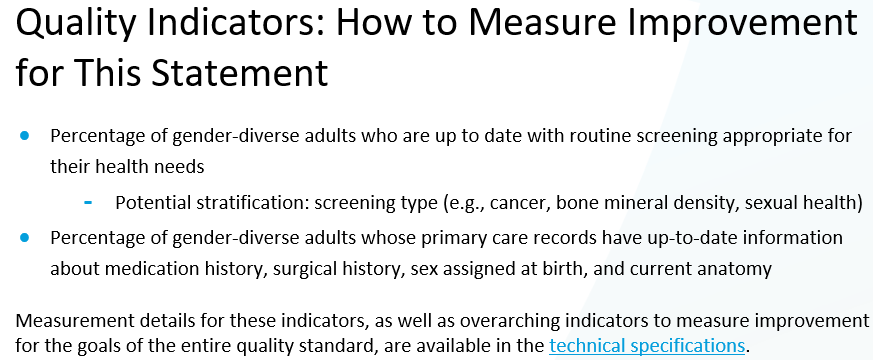 Quality Indicators: How to Measure Improvement
for This Statement
• Percentage of gender-diverse adults who are up to date with routine screening appropriate for
their health needs
- Potential stratification: screening type (e.g., cancer, bone mineral density, sexual health)
• Percentage of gender-diverse adults whose primary care records have up-to-date information
about medication history, surgical history, sex assigned at birth, and current anatomy
Measurement details for these indicators, as well as overarching indicators to measure improvement
for the goals of the entire quality standard, are available in the technical specifications.